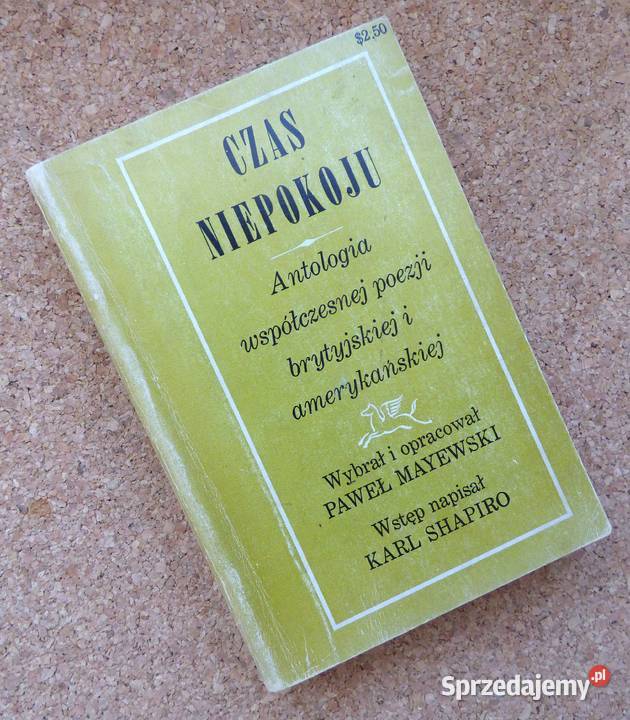 $2.50
CZAS
NIEPOKOJU
Antologia
współczesnej poezji
brytyjskiej i
amerykańskiej
Wybrał i opracował
PAWEŁ MAYEWSKI
Wstęp napisał
KARL SHAPIRO
Sprzedajemy.pl